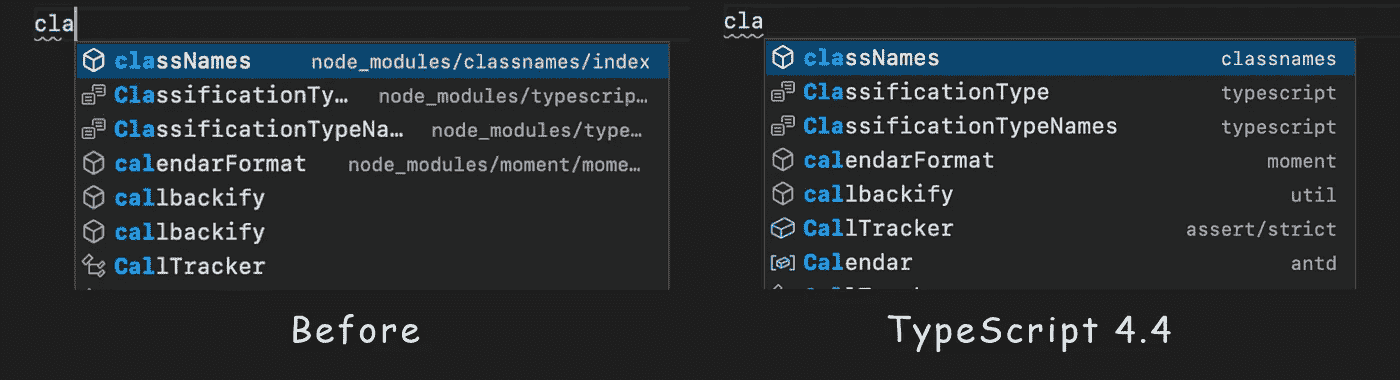 cla
classNames node_modules/classnames/index
ClassificationTy… node_modules/typescrip…
ClassificationTypeNa… node_modules/type…
calendarFormat node_modules/moment/mome…
callbackify
callbackify
CallTracker
Before
cla
classNames classnames
ClassificationType typescript
ClassificationTypeNames typescript
calendarFormat moment
callbackify util
CallTracker assert/strict
Calendar antd
TypeScript 4.4